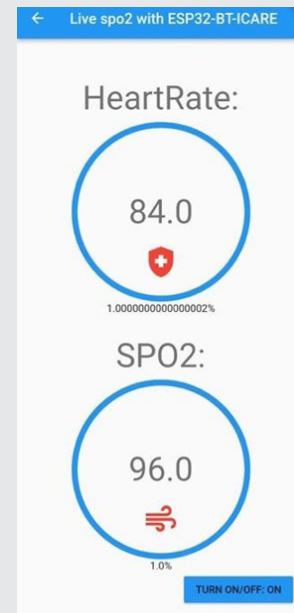 Live spo2 with ESP32-BT-ICARE
HeartRate:
84.0
1.0000000000000002%
SPO2:
96.0
1.0%
TURN ON/OFF: ON